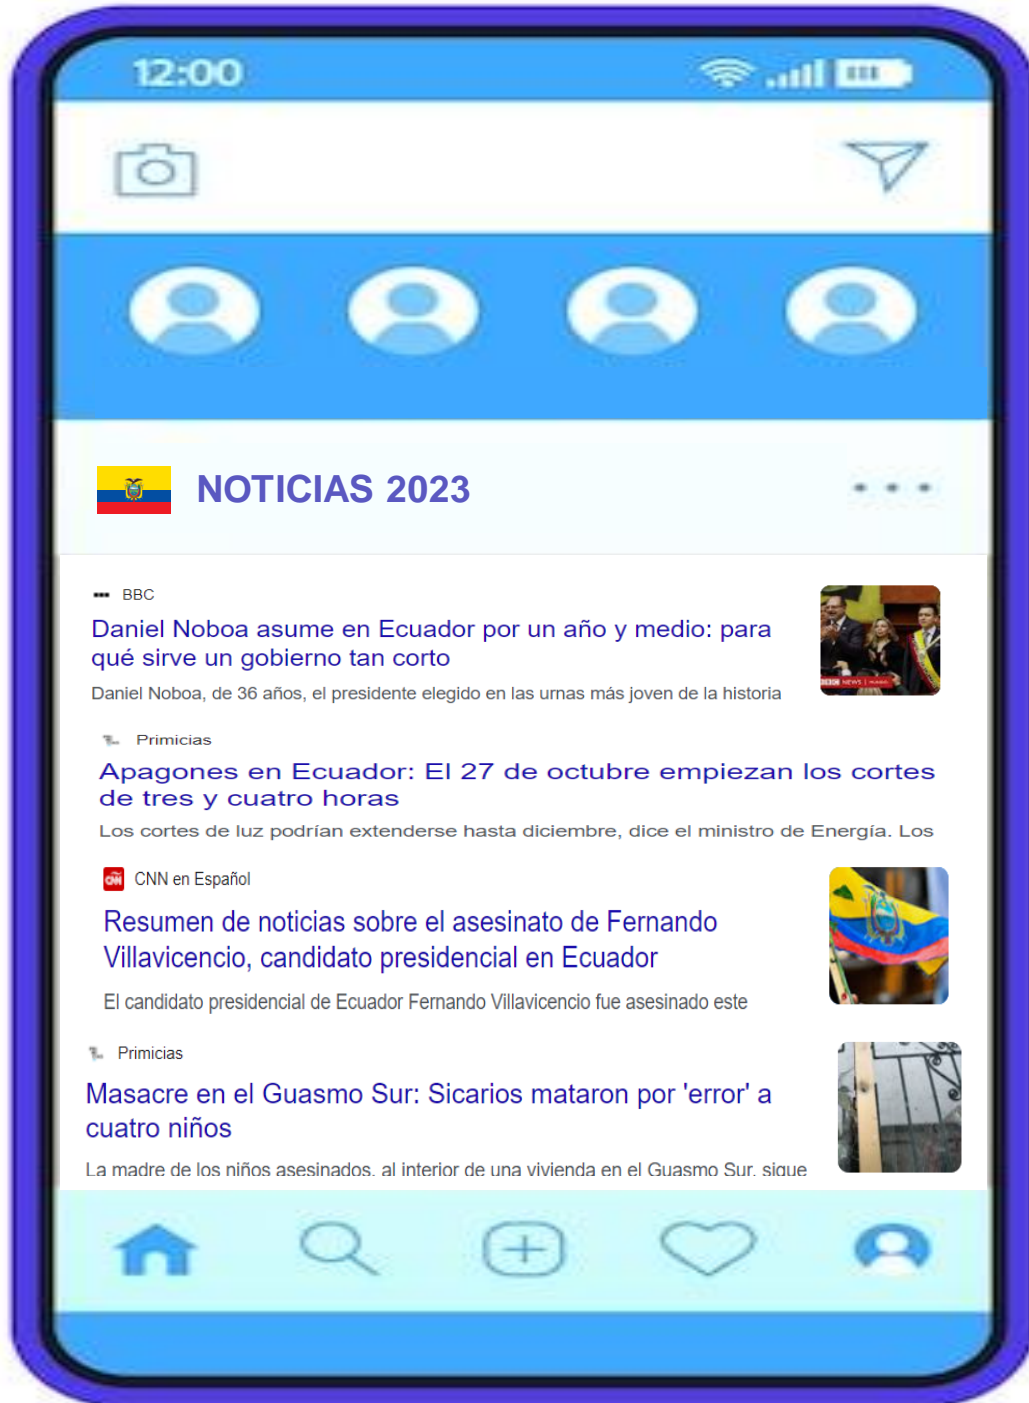 12:00
NOTICIAS 2023
BBC
Daniel Noboa asume en Ecuador por un año y medio: para
qué sirve un gobierno tan corto
Daniel Noboa, de 36 años, el presidente elegido en las urnas más joven de la historia
BBC NEWS | MUNDO
Primicias
Apagones en Ecuador: El 27 de octubre empiezan los cortes
de tres y cuatro horas
Los cortes de luz podrían extenderse hasta diciembre, dice el ministro de Energía. Los
CNN en Español
Resumen de noticias sobre el asesinato de Fernando
Villavicencio, candidato presidencial en Ecuador
El candidato presidencial de Ecuador Fernando Villavicencio fue asesinado este
Primicias
Masacre en el Guasmo Sur: Sicarios mataron por 'error' a
cuatro niños
La madre de los niños asesinados, al interior de una vivienda en el Guasmo Sur, sigue